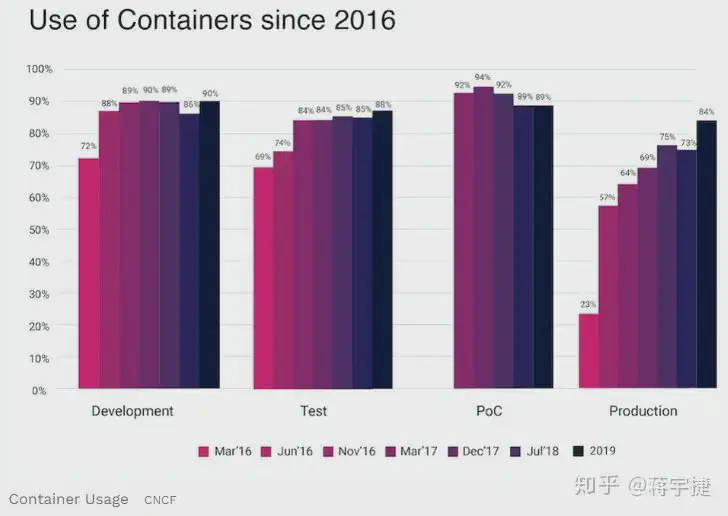 Use of Containers since 2016
100%
90%
80%
70%
60%
50%
40%
30%
20%
10%
0%
72% 88% 89% 90% 89% 86% 90%
69% 74% 84% 84% 85% 85% 88%
92% 94% 92% 89% 89%
23% 57% 64% 69% 75% 73% 84%
Development Test PoC Production
Mar'16 Jun'16 Nov'16 Mar'17 Dec'17 Jul'18 2019
Container Usage CNCF
知乎 @蒋宇捷